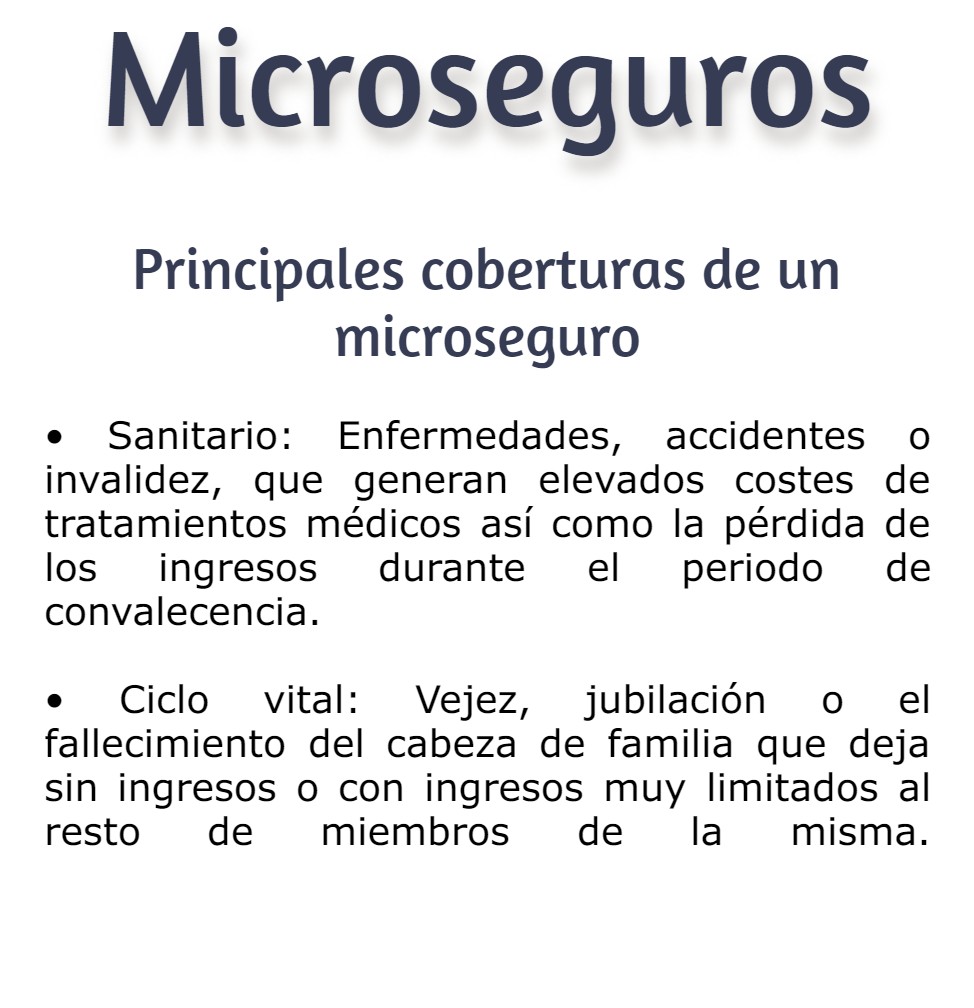 Microseguros
Principales coberturas de un
microseguro
• Sanitario: Enfermedades, accidentes o
invalidez, que generan elevados costes de
tratamientos médicos así como la pérdida de
los ingresos durante el periodo de
convalecencia.
• Ciclo vital: Vejez, jubilación o el
fallecimiento del cabeza de familia que deja
sin ingresos o con ingresos muy limitados al
resto de miembros de la misma.